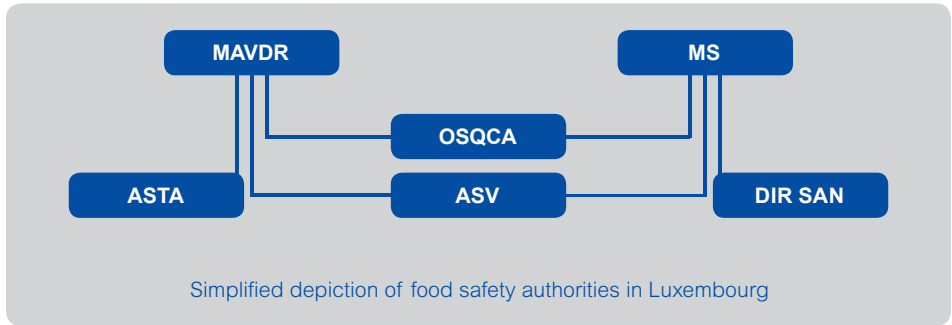 MAVDR
MS
OSQCA
ASTA
ASV
DIR SAN
Simplified depiction of food safety authorities in Luxembourg